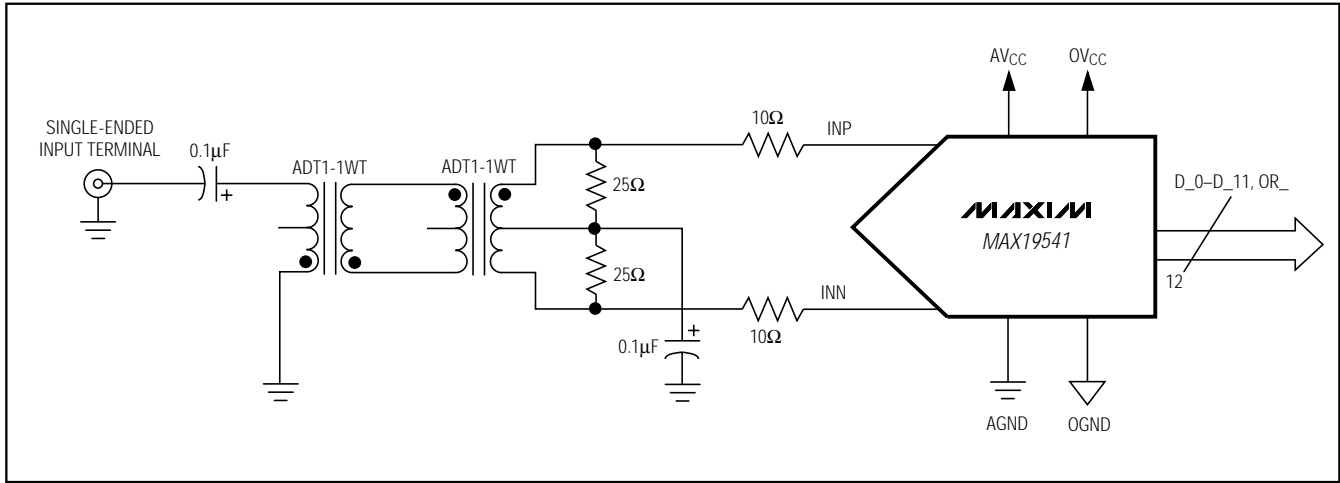 SINGLE-ENDED
INPUT TERMINAL
0.1µF
+
ADT1-1WT
ADT1-1WT
25Ω
25Ω
0.1µF
+
10Ω
10Ω
INP
INN
AVCC
OVCC
MAXIM
MAX19541
AGND
OGND
D_0–D_11, OR_
12